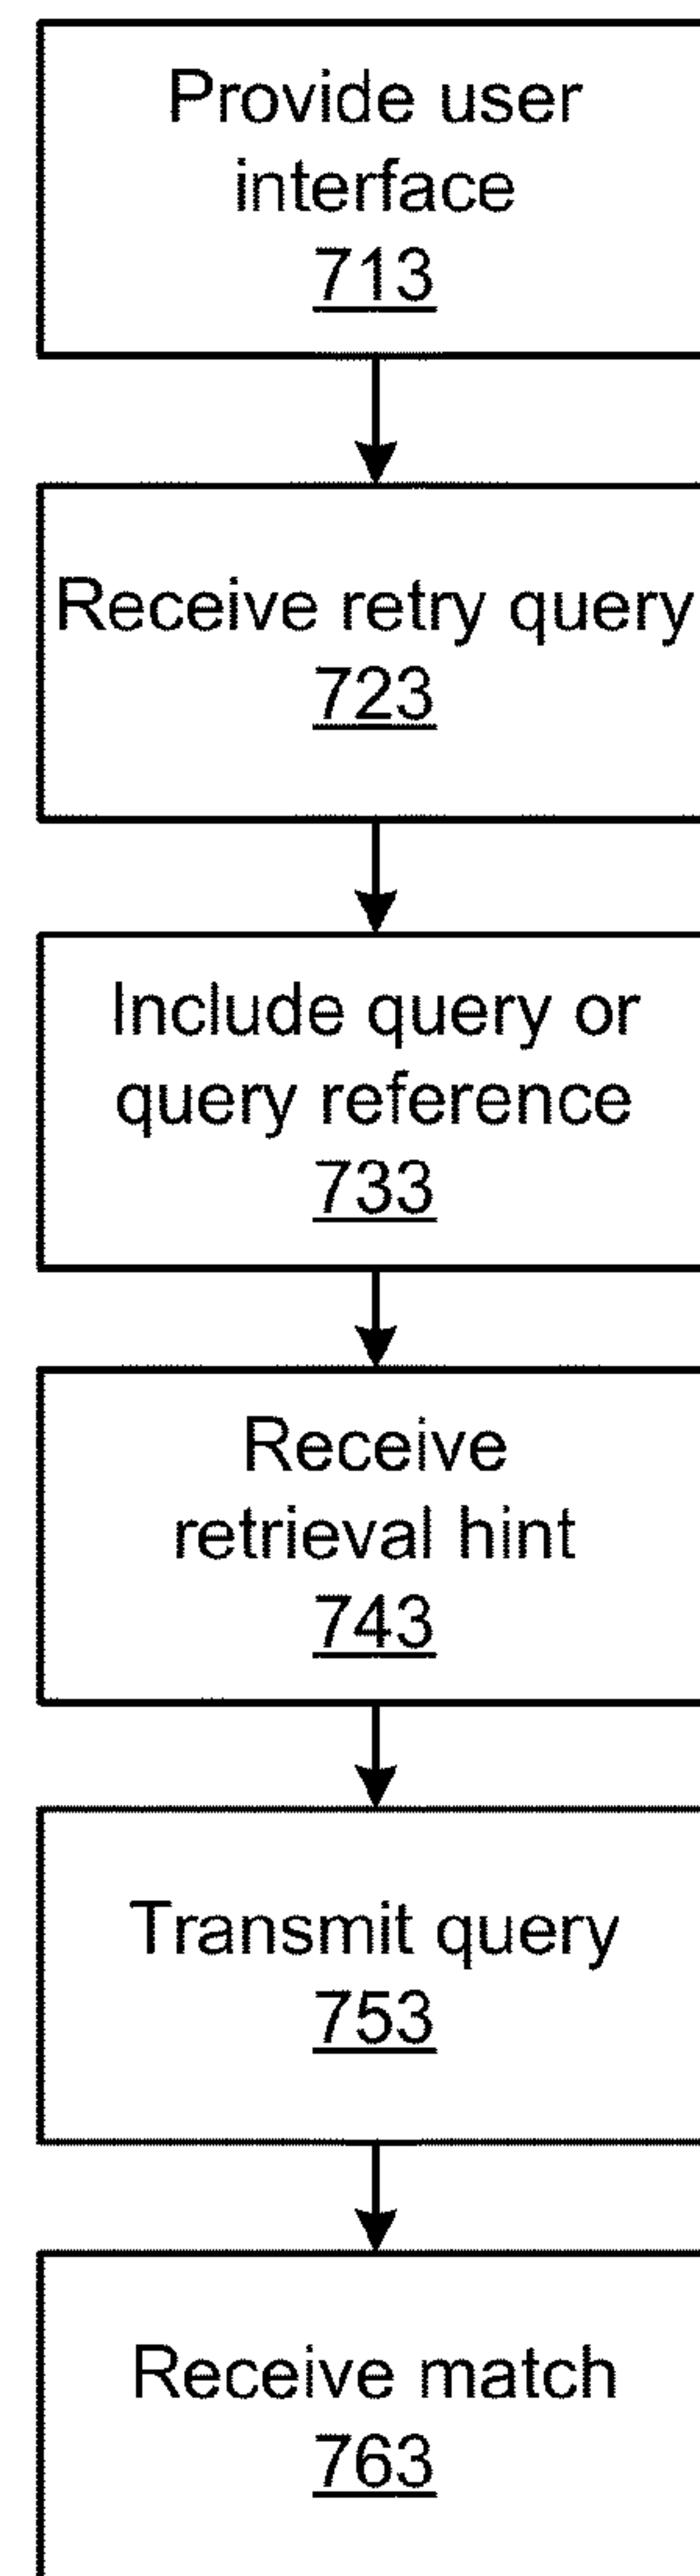 Provide user
interface
713
Receive retry query
723
Include query or
query reference
733
Receive
retrieval hint
743
Transmit query
753
Receive match
763